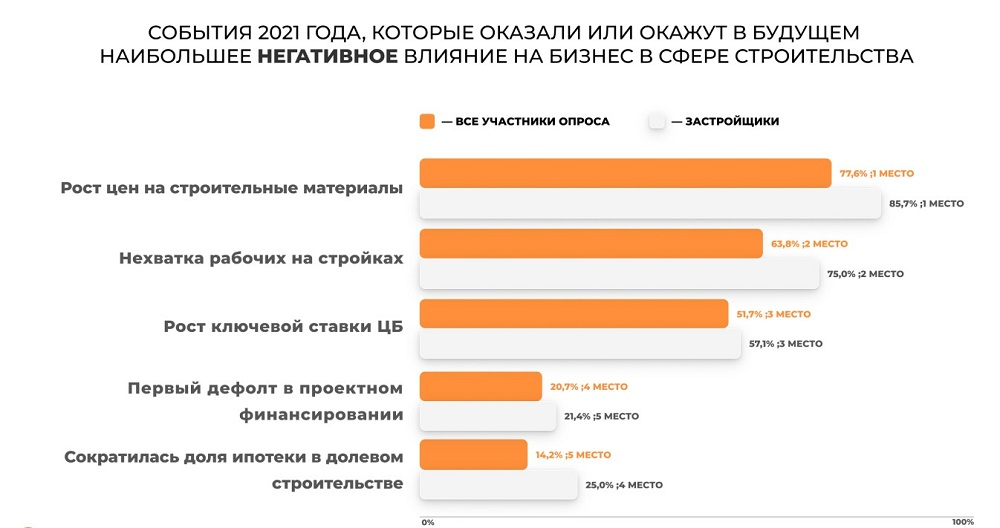 СОБЫТИЯ 2021 ГОДА, КОТОРЫЕ ОКАЗАЛИ ИЛИ ОКАЖУТ В БУДУЩЕМ
НАИБОЛЬШЕЕ НЕГАТИВНОЕ ВЛИЯНИЕ НА БИЗНЕС В СФЕРЕ СТРОИТЕЛЬСТВА
— ВСЕ УЧАСТНИКИ ОПРОСА
— ЗАСТРОЙЩИКИ
Рост цен на строительные материалы
77,6% ;1 МЕСТО
85,7% ;1 МЕСТО
Нехватка рабочих на стройках
63,8% ;2 МЕСТО
75,0% ;2 МЕСТО
Рост ключевой ставки ЦБ
51,7% ;3 МЕСТО
57,1% ;3 МЕСТО
Первый дефолт в проектном
финансировании
20,7% ;4 МЕСТО
21,4% ;5 МЕСТО
Сократилась доля ипотеки в долевом
строительстве
14,2% ;5 МЕСТО
25,0% ;4 МЕСТО
0%
100%